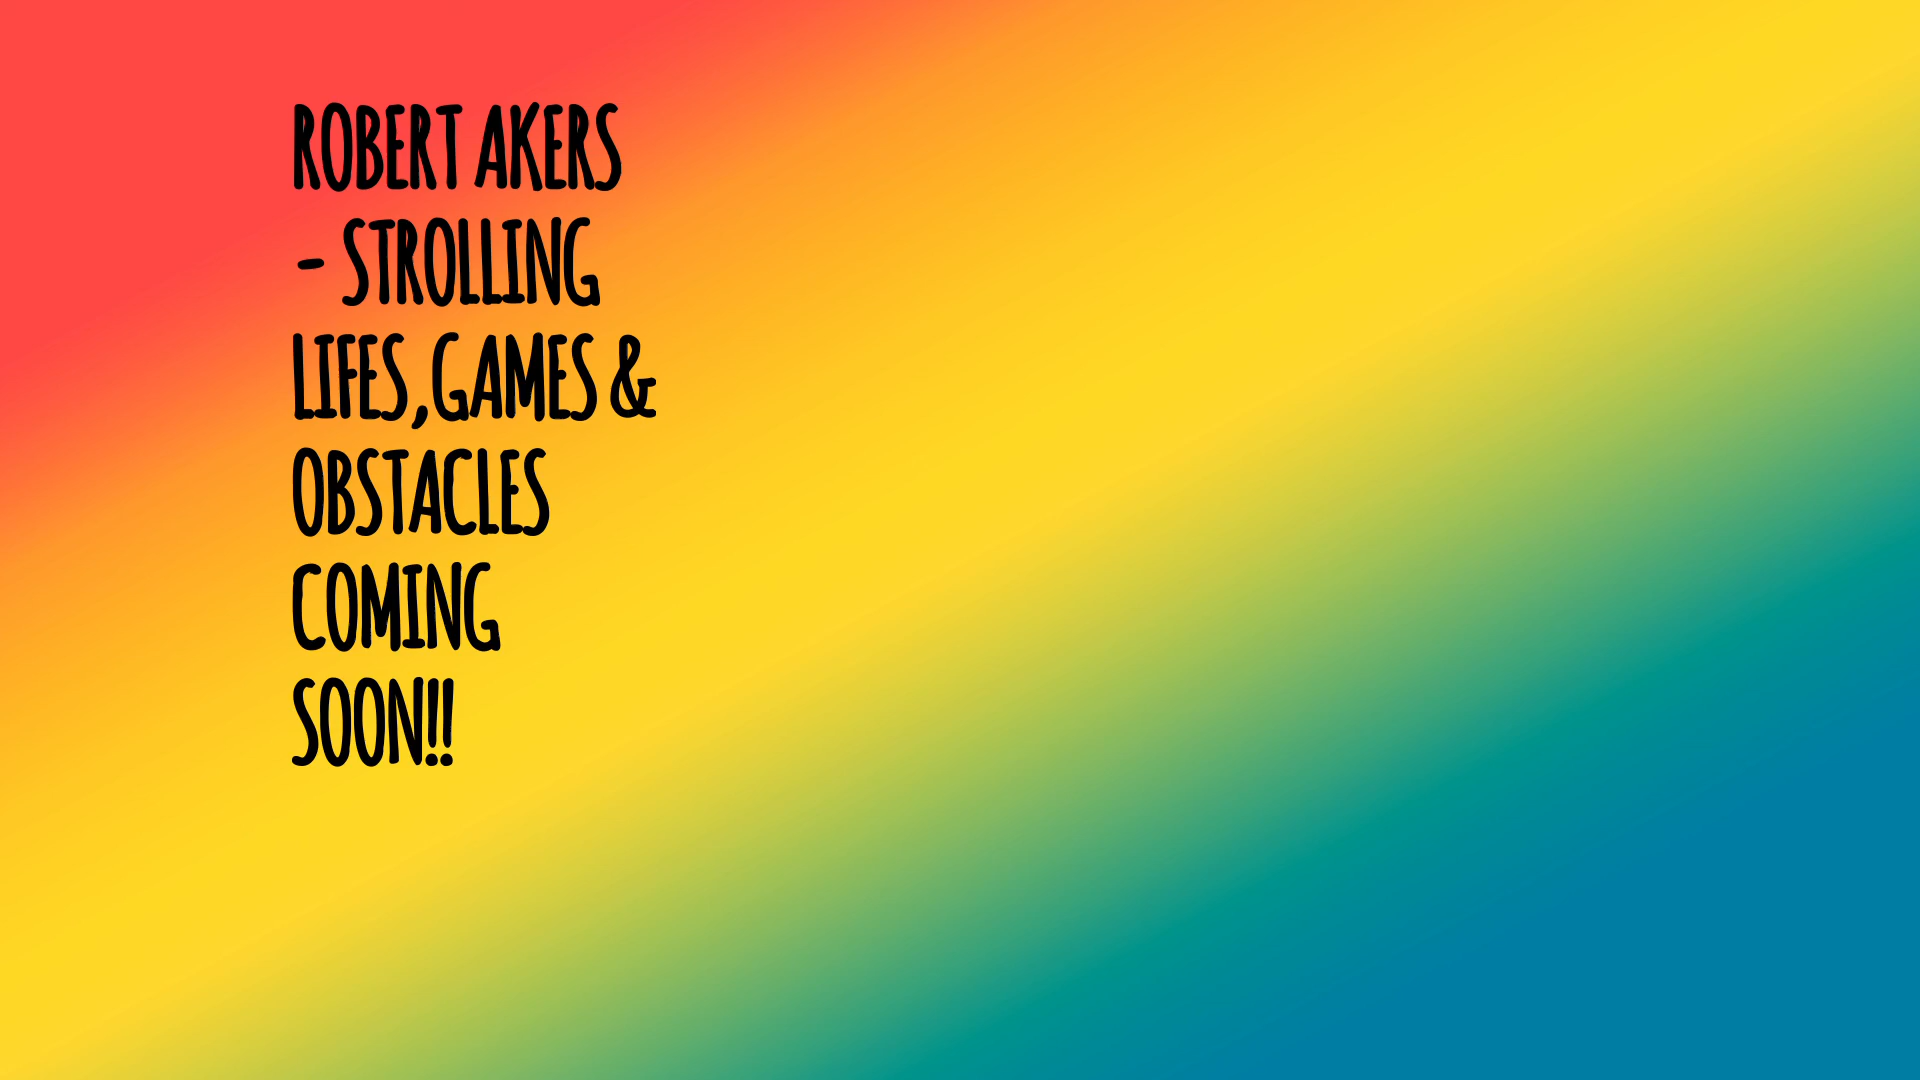 ROBERT AKERS
- STROLLING
LIFES,GAMES &
OBSTACLES
COMING
SOON!!